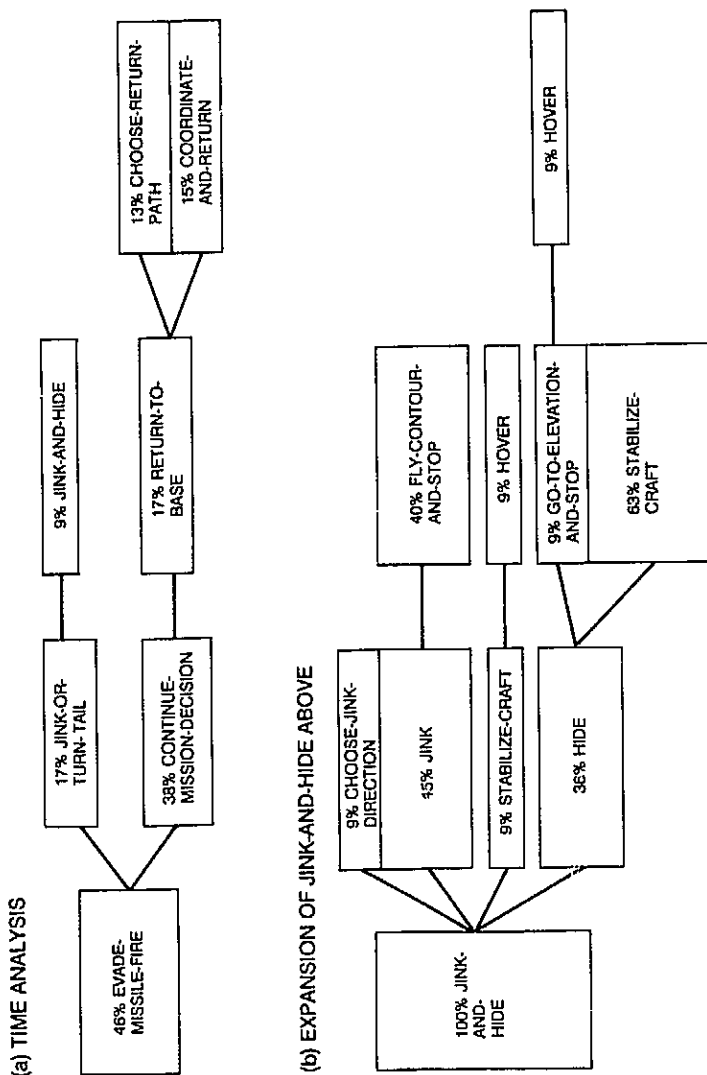 (a) TIME ANALYSIS
46% EVADE-
MISSILE-FIRE
17% JINK-OR-
TURN- TAIL
38% CONTINUE-
MISSION-DECISION
9% JINK-AND-HIDE
17% RETURN-TO-
BASE
13% CHOOSE-RETURN-
PATH
15% COORDINATE-
AND-RETURN
(b) EXPANSION OF JINK-AND-HIDE ABOVE
100% JINK-
AND-
HIDE
9% CHOOSE-JINK-
DIRECTION
45% JINK
9% STABILIZE-CRAFT
36% HIDE
40% FLY-CONTOUR-
AND-STOP
9% HOVER
9% GO-TO-ELEVATION-
AND-STOP
63% STABILIZE-
CRAFT
9% HOVER